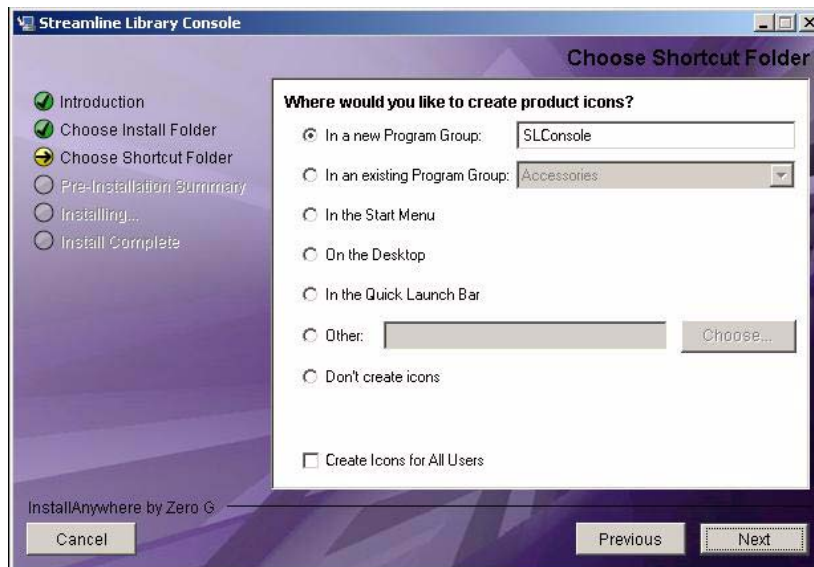 Streamline Library Console
Choose Shortcut Folder
Introduction
Choose Install Folder
Choose Shortcut Folder
Pre-Installation Summary
Installing...
Install Complete
Where would you like to create product icons?
In a new Program Group: SLConsole
In an existing Program Group: Accessories
In the Start Menu
On the Desktop
In the Quick Launch Bar
Other: Choose...
Don't create icons
Create Icons for All Users
InstallAnywhere by Zero G
Cancel Previous Next